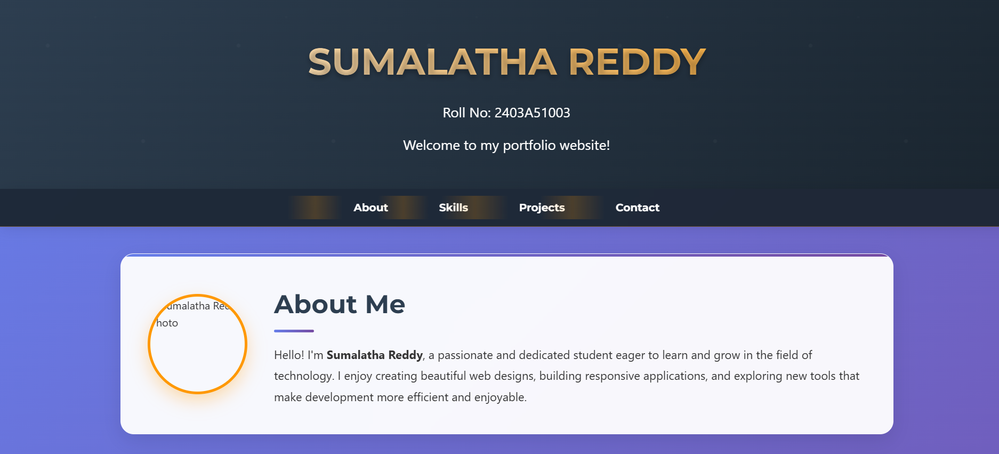 SUMALATHA REDDY
Roll No: 2403A51003
Welcome to my portfolio website!
About Skills Projects Contact
umalatha Red
hoto
About Me
Hello! I'm Sumalatha Reddy, a passionate and dedicated student eager to learn and grow in the field of
technology. I enjoy creating beautiful web designs, building responsive applications, and exploring new tools that
make development more efficient and enjoyable.